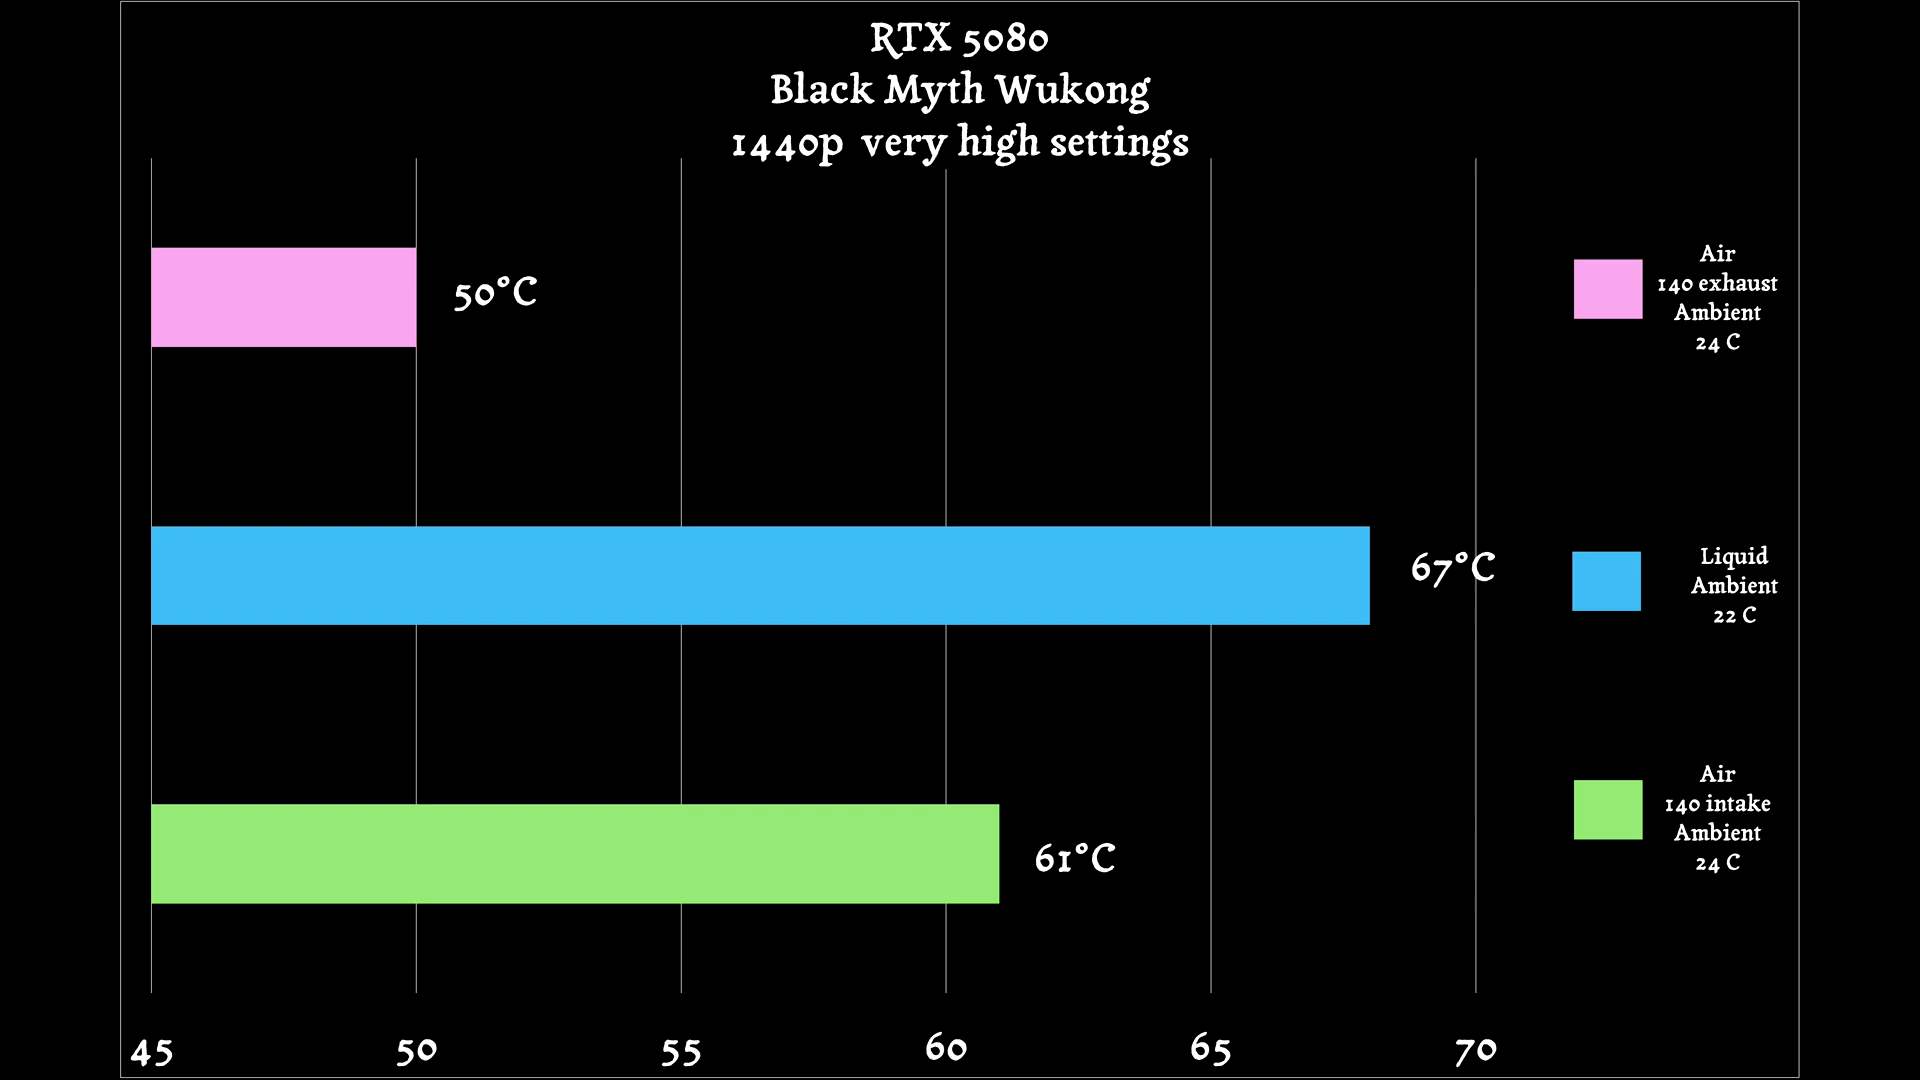 RTX 5080
Black Myth Wukong
1440p very high settings
50°C
Air
140 exhaust
Ambient
24 C
67°C
Liquid
Ambient
22 C
61°C
Air
140 intake
Ambient
24 C
45 50 55 60 65 70